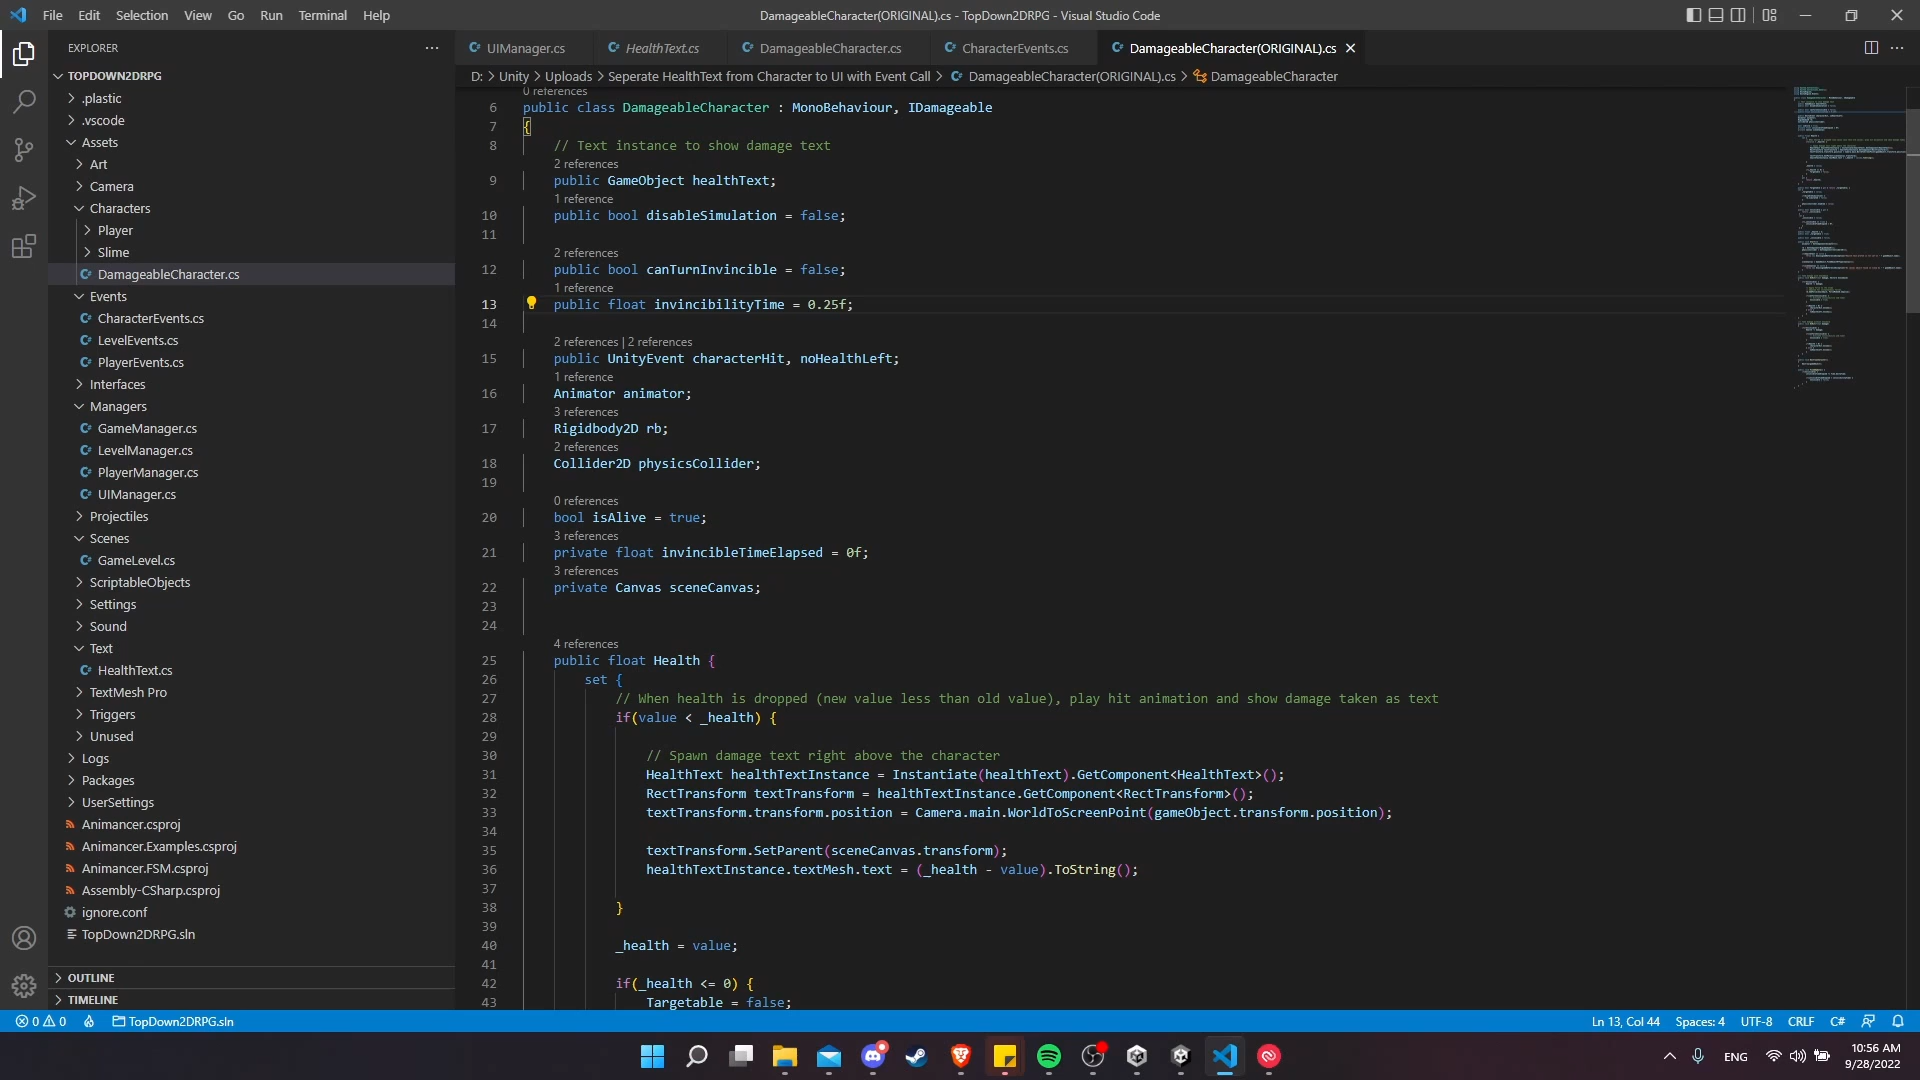 File Edit Selection View Go Run Terminal Help
DamageableCharacter(ORIGINAL).cs - TopDown2DRPG - Visual Studio Code
EXPLORER
UIManager.cs
HealthText.cs
DamageableCharacter.cs
CharacterEvents.cs
DamageableCharacter(ORIGINAL).cs
D: > Unity > Uploads > Seperate HealthText from Character to UI with Event Call > DamageableCharacter(ORIGINAL).cs > DamageableCharacter
TOPDOWN2DRPG
.plastic
.vscode
Assets
Art
Camera
Characters
Player
Slime
DamageableCharacter.cs
Events
CharacterEvents.cs
LevelEvents.cs
PlayerEvents.cs
Interfaces
Managers
GameManager.cs
LevelManager.cs
PlayerManager.cs
UIManager.cs
Projectiles
Scenes
GameLevel.cs
ScriptableObjects
Settings
Sound
Text
HealthText.cs
TextMesh Pro
Triggers
Unused
Logs
Packages
UserSettings
Animancer.csproj
Animancer.Examples.csproj
Animancer.FSM.csproj
Assembly-CSharp.csproj
ignore.conf
TopDown2DRPG.sln
OUTLINE
TIMELINE
0 references
6 public class DamageableCharacter : MonoBehaviour, IDamageable
7 {
8 // Text instance to show damage text
2 references
9 public GameObject healthText;
1 reference
10 public bool disableSimulation = false;
11
2 references
12 public bool canTurnInvincible = false;
1 reference
13 public float invincibilityTime = 0.25f;
14
2 references | 2 references
15 public UnityEvent characterHit, noHealthLeft;
1 reference
16 Animator animator;
3 references
17 Rigidbody2D rb;
2 references
18 Collider2D physicsCollider;
19
0 references
20 bool isAlive = true;
3 references
21 private float invincibleTimeElapsed = 0f;
3 references
22 private Canvas sceneCanvas;
23
24
4 references
25 public float Health {
26 set {
27 // When health is dropped (new value less than old value), play hit animation and show damage taken as text
28 if(value < _health) {
29
30 // Spawn damage text right above the character
31 HealthText healthTextInstance = Instantiate(healthText).GetComponent<HealthText>();
32 RectTransform textTransform = healthTextInstance.GetComponent<RectTransform>();
33 textTransform.transform.position = Camera.main.WorldToScreenPoint(gameObject.transform.position);
34
35 textTransform.SetParent(sceneCanvas.transform);
36 healthTextInstance.textMesh.text = (_health - value).ToString();
37
38 }
39
40 _health = value;
41
42 if(_health <= 0) {
43 Targetable = false;
0 0 TopDown2DRPG.sln
Ln 13, Col 44 Spaces: 4 UTF-8 CRLF C#
ENG
10:56 AM
9/28/2022